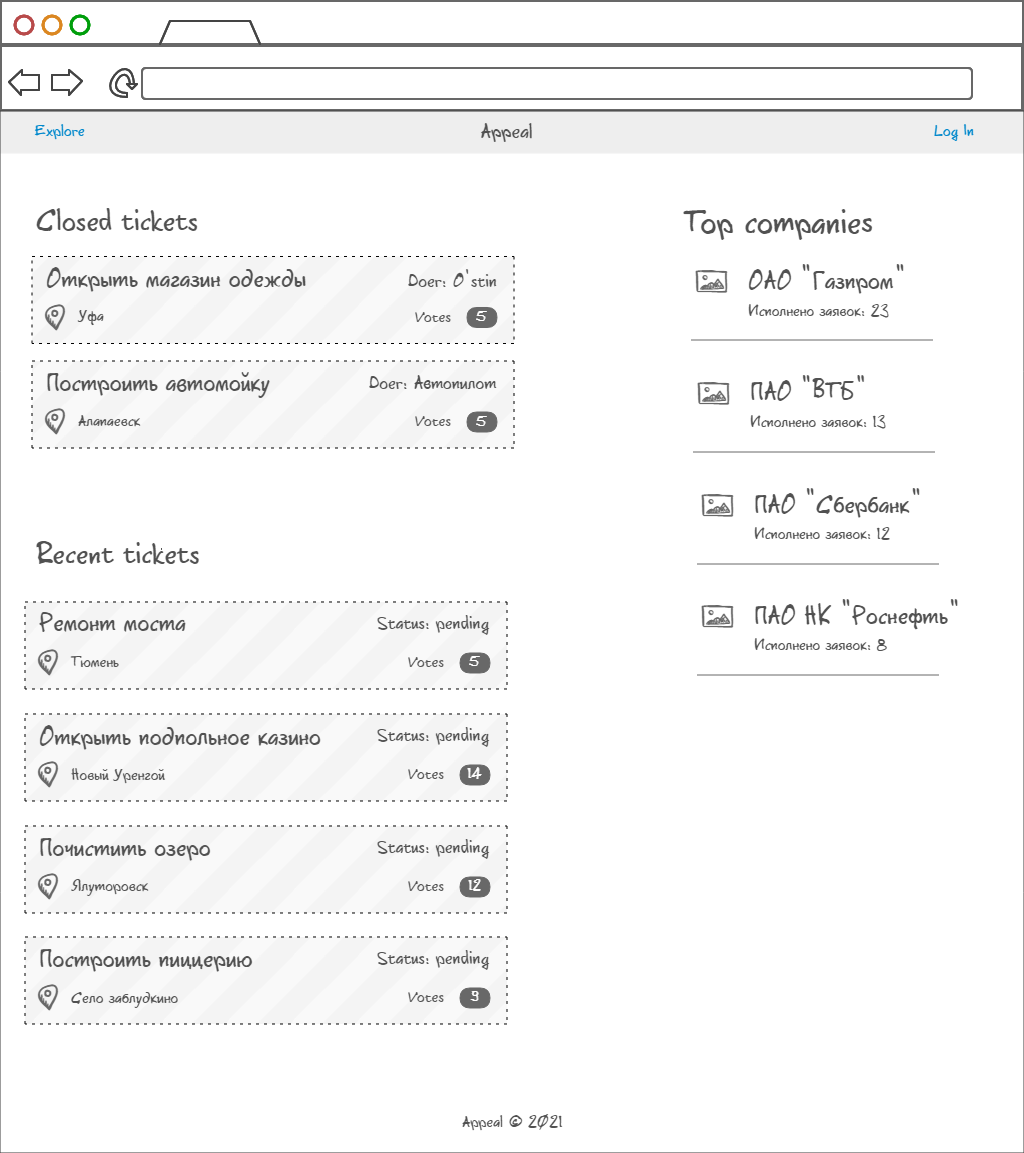 Explore
Appeal
Log In
Closed tickets
Открыть магазин одежды
Doer: O'stin
Уфа
Votes 5
Построить автомойку
Doer: Автопилот
Алапаевск
Votes 5
Recent tickets
Ремонт моста
Status: pending
Тюмень
Votes 5
Открыть подпольное казино
Status: pending
Новый Уренгой
Votes 14
Почистить озеро
Status: pending
Ялуторовск
Votes 12
Построить пиццерию
Status: pending
Село заблудкино
Votes 9
Top companies
ОАО "Газпром"
Исполнено заявок: 23
ПАО "ВТБ"
Исполнено заявок: 13
ПАО "Сбербанк"
Исполнено заявок: 12
ПАО НК "Роснефть"
Исполнено заявок: 8
Appeal © 2021